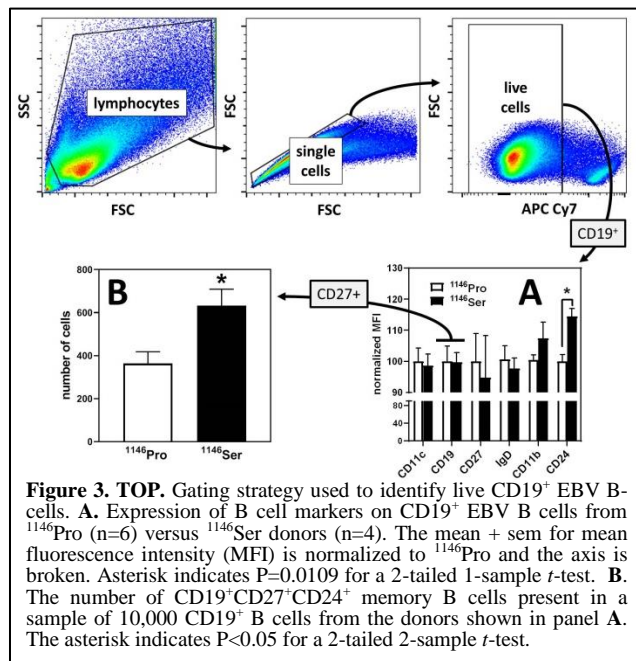 SSC
lymphocytes
FSC
FSC
single
cells
FSC
FSC
live
cells
APC Cy7
CD19⁺
B
number of cells
800
600
400
200
0
*
¹¹⁴⁶Pro
¹¹⁴⁶Ser
CD27+
A
normalized MFI
130
120
110
100
90
80
40
0
¹¹⁴⁶Pro
¹¹⁴⁶Ser
*
CD11c
CD19
CD27
IgD
CD11b
CD24
Figure 3. TOP. Gating strategy used to identify live CD19⁺ EBV B-
cells. A. Expression of B cell markers on CD19⁺ EBV B cells from
¹¹⁴⁶Pro (n=6) versus ¹¹⁴⁶Ser donors (n=4). The mean + sem for mean
fluorescence intensity (MFI) is normalized to ¹¹⁴⁶Pro and the axis is
broken. Asterisk indicates P=0.0109 for a 2-tailed 1-sample t-test. B.
The number of CD19⁺CD27⁺CD24⁺ memory B cells present in a
sample of 10,000 CD19⁺ B cells from the donors shown in panel A.
The asterisk indicates P<0.05 for a 2-tailed 2-sample t-test.